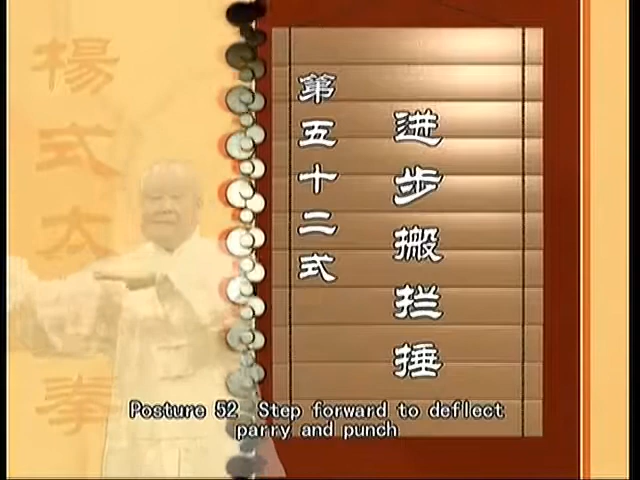 楊式太拳
第五十二式
进步搬拦捶
Posture 52 Step forward to deflect
parry and punch